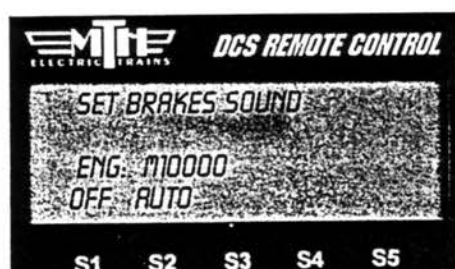 MTH
ELECTRIC TRAINS
DCS REMOTE CONTROL
SET BRAKES SOUND
ENG: M10000
OFF AUTO
S1 S2 S3 S4 S5